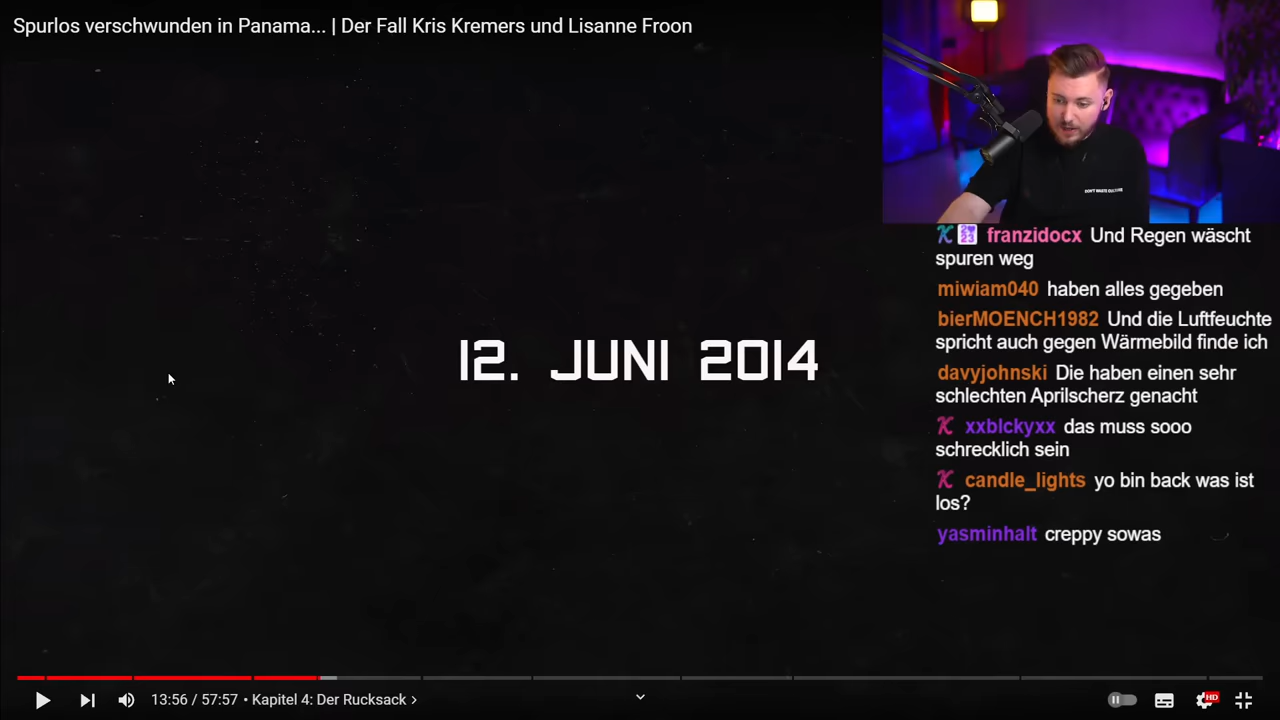 Spurlos verschwunden in Panama... | Der Fall Kris Kremers und Lisanne Froon
12. JUNI 2014
franzidocx Und Regen wäscht
spuren weg
miwiam040 haben alles gegeben
bierMOENCH1982 Und die Luftfeuchte
spricht auch gegen Wärmebild finde ich
davyjohnski Die haben einen sehr
schlechten Aprilscherz genacht
xxblckyxx das muss sooo
schrecklich sein
candle_lights yo bin back was ist
los?
yasminhalt creppy sowas
13:56 / 57:57 • Kapitel 4: Der Rucksack
HD